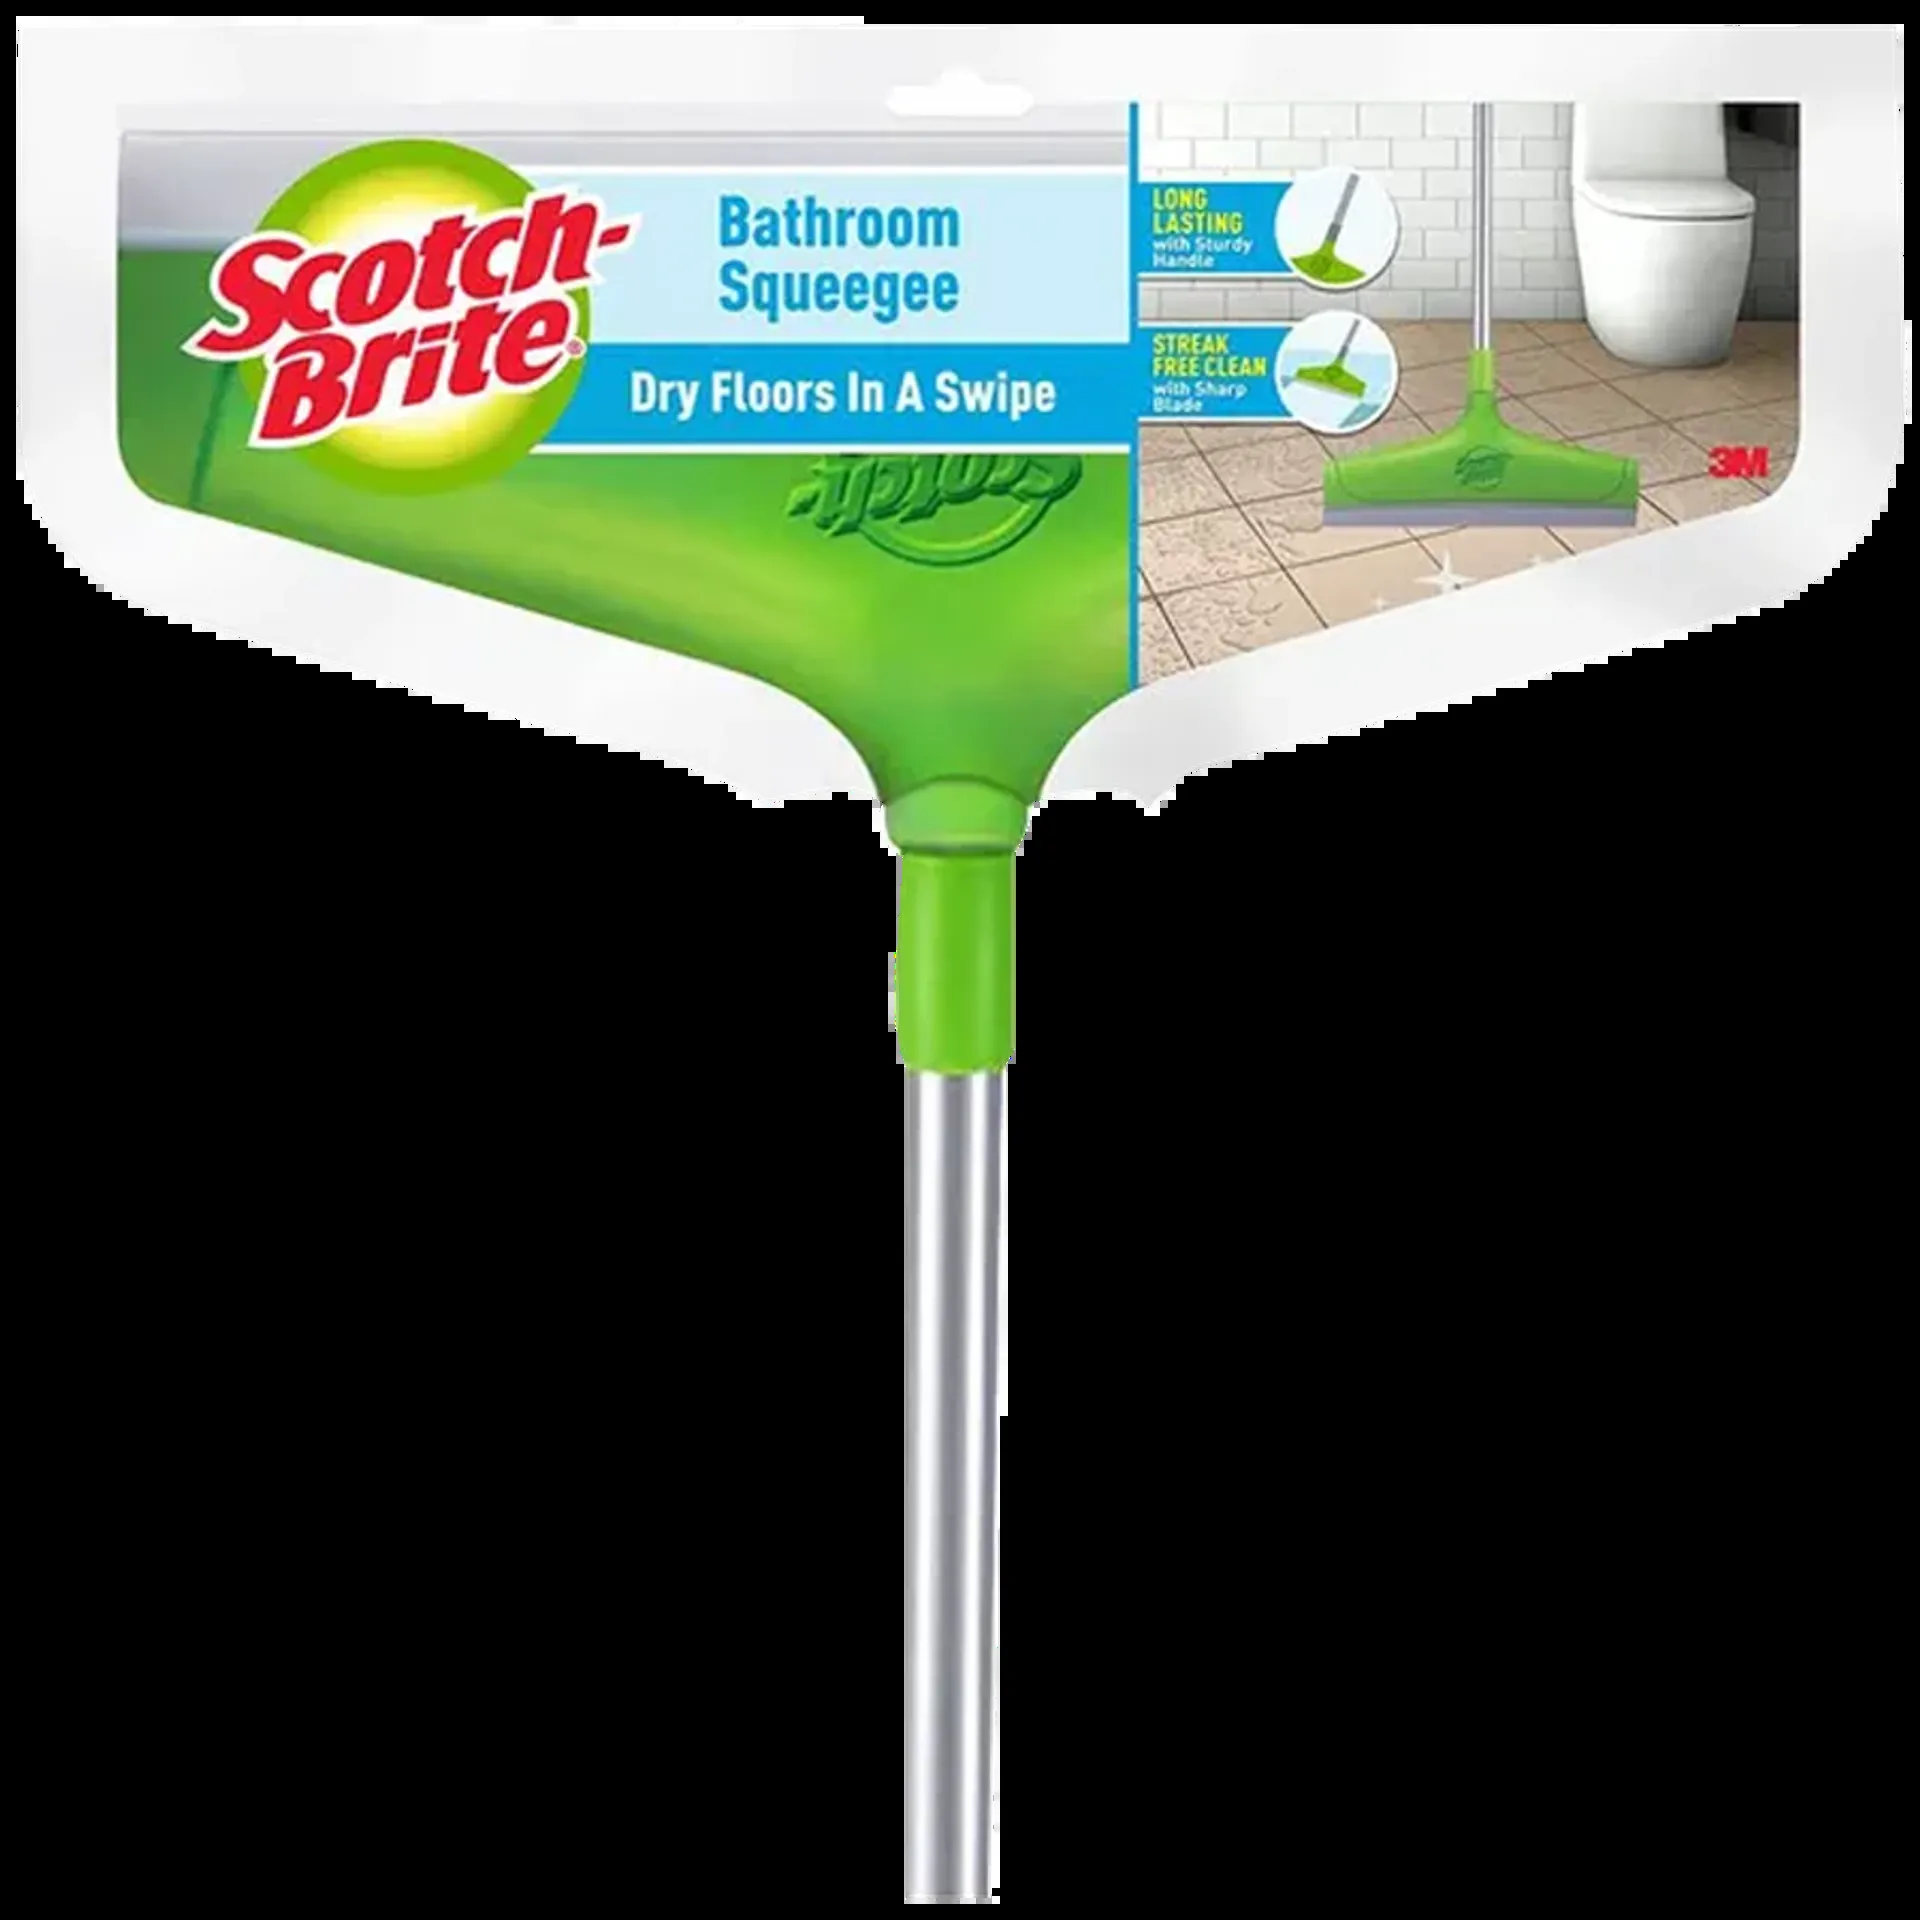 Scotch-
Brite®
Bathroom
Squeegee
Dry Floors In A Swipe
Scotch
LONG
LASTING
with Sturdy
Handle
STREAK
FREE CLEAN
with Sharp
Blade
3M